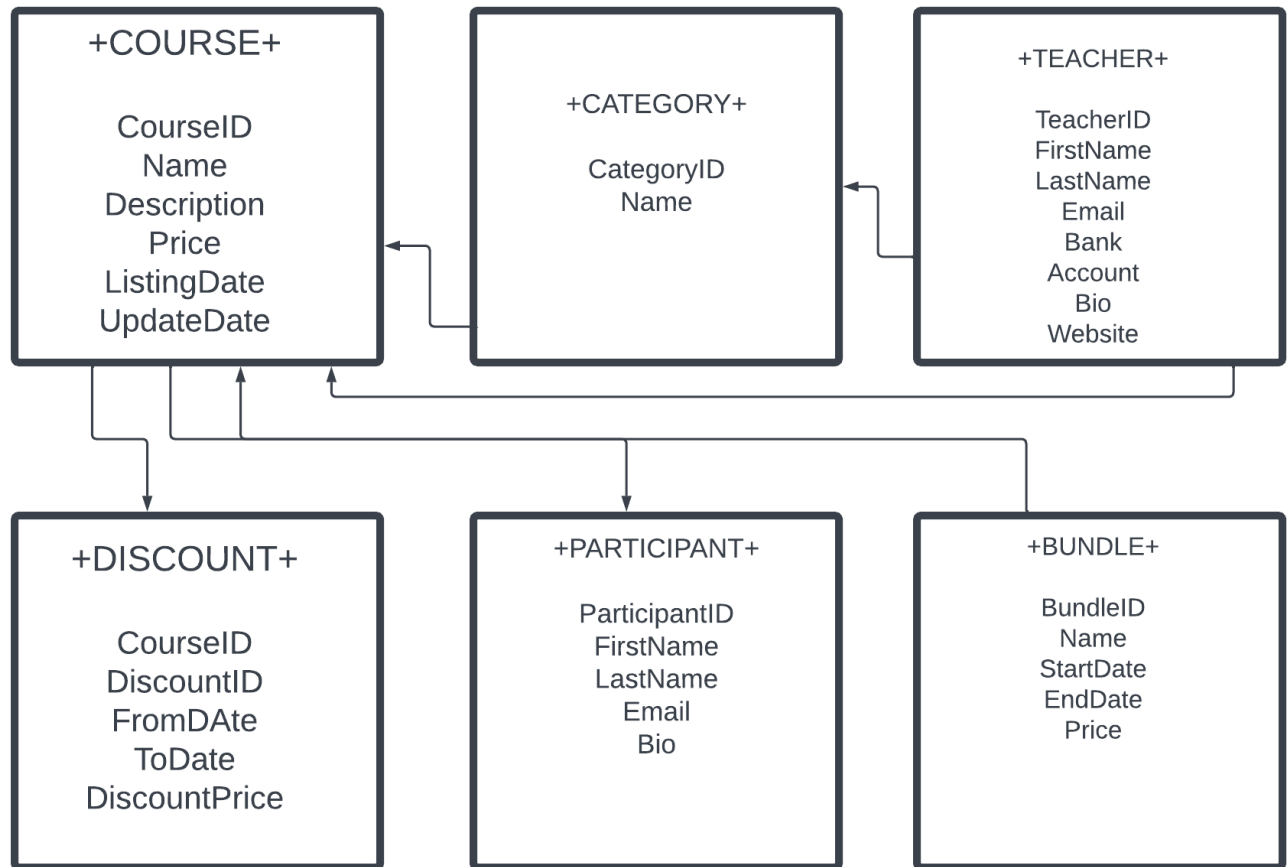 +COURSE+
CourseID
Name
Description
Price
ListingDate
UpdateDate
+CATEGORY+
CategoryID
Name
+TEACHER+
TeacherID
FirstName
LastName
Email
Bank
Account
Bio
Website
+DISCOUNT+
CourseID
DiscountID
FromDAte
ToDate
DiscountPrice
+PARTICIPANT+
ParticipantID
FirstName
LastName
Email
Bio
+BUNDLE+
BundleID
Name
StartDate
EndDate
Price